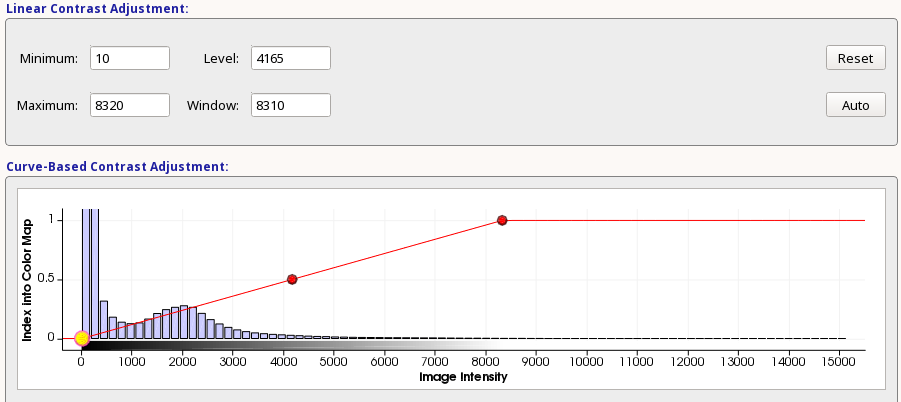 Linear Contrast Adjustment:
Minimum: 10 Level: 4165 Reset
Maximum: 8320 Window: 8310 Auto
Curve-Based Contrast Adjustment:
Index into Color Map
1
0.5
0
0 1000 2000 3000 4000 5000 6000 7000 8000 9000 10000 11000 12000 13000 14000 15000
Image Intensity